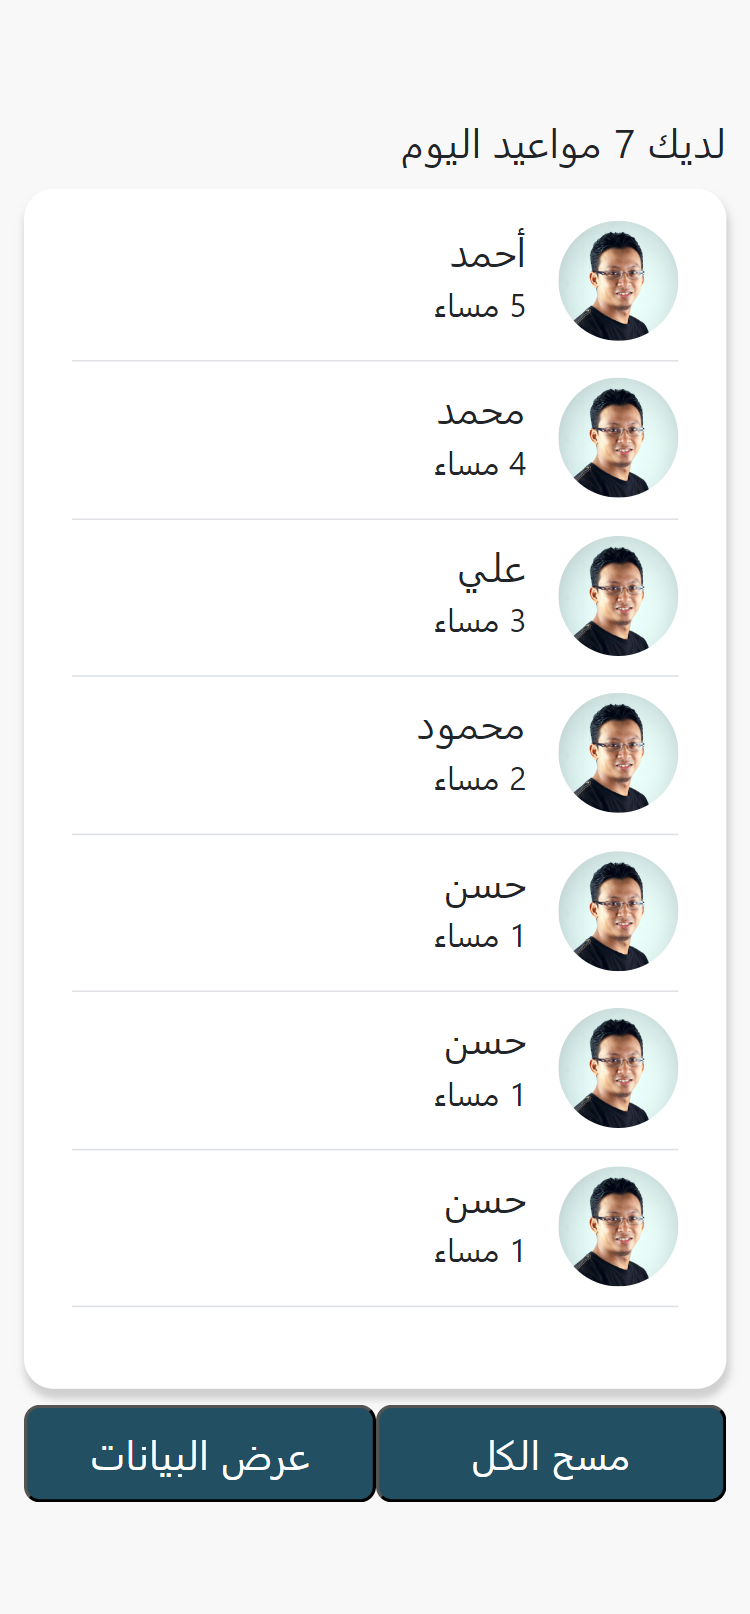 لديك 7 مواعيد اليوم
أحمد
5 مساء
محمد
4 مساء
علي
3 مساء
محمود
2 مساء
حسن
1 مساء
حسن
1 مساء
حسن
1 مساء
مسح الكل
عرض البيانات